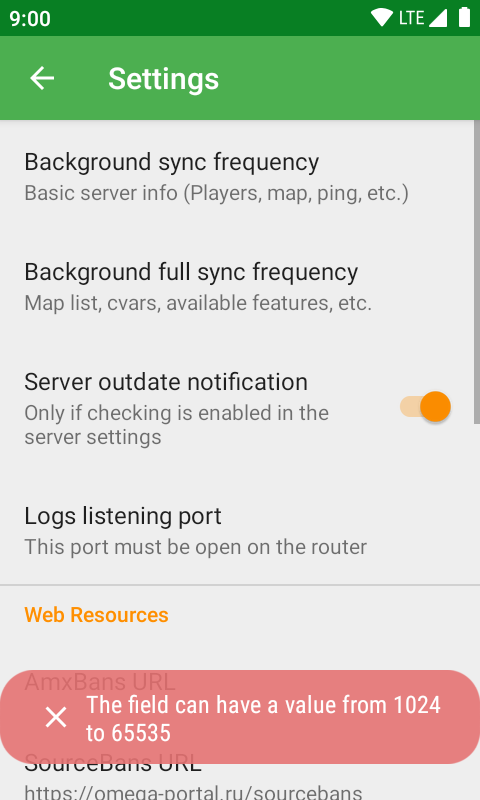 9:00
LTE
Settings
Background sync frequency
Basic server info (Players, map, ping, etc.)
Background full sync frequency
Map list, cvars, available features, etc.
Server outdate notification
Only if checking is enabled in the
server settings
Logs listening port
This port must be open on the router
Web Resources
AmxBans URL
The field can have a value from 1024
to 65535
SourceBans URL
https://omega-portal.ru/sourcebans